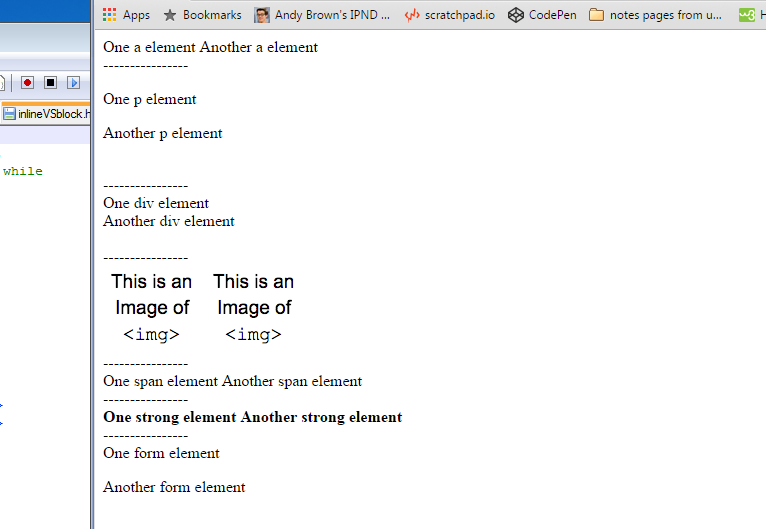 Apps Bookmarks Andy Brown's IPND ... scratchpad.io CodePen notes pages from u... w3
inlineVSblock.h
while
One a element Another a element
----------------
One p element
Another p element
----------------
One div element
Another div element
----------------
This is an This is an
Image of Image of
<img> <img>
----------------
One span element Another span element
----------------
One strong element Another strong element
----------------
One form element
Another form element